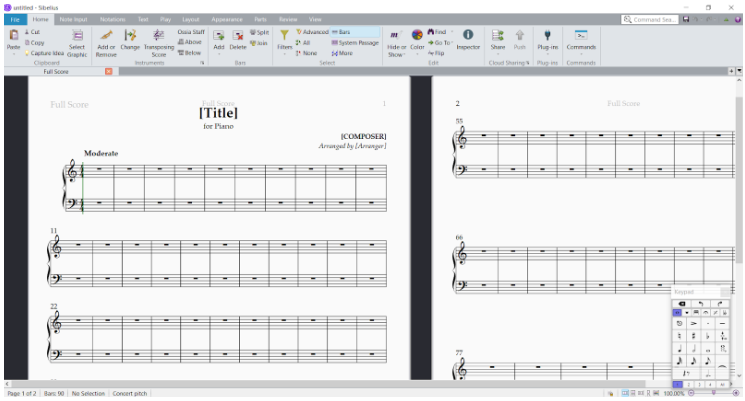 untitled - Sibelius
File Home Note Input Notations Text Play Layout Appearance Parts Review View
Command Sea...
Cut
Copy
Capture Idea
Paste
Select Graphic
Clipboard
Add or Remove
Change
Transposing Score
Ossia Staff
Above
Below
Instruments
Add
Delete
Split
Join
Bars
Filters
Advanced
All
None
Bars
System Passage
More
Select
Hide or Show
Color
Find
Go To
Flip
Edit
Inspector
Share
Push
Cloud Sharing
Plug-ins
Plug-ins
Commands
Commands
Full Score
Full Score
Full Score
1
[Title]
for Piano
[COMPOSER]
Arranged by [Arranger]
Moderate
11
22
2
Full Score
55
66
77
Keypad
1 2 3 4
Page 1 of 2 Bars: 90 No Selection Concert pitch
100.00%